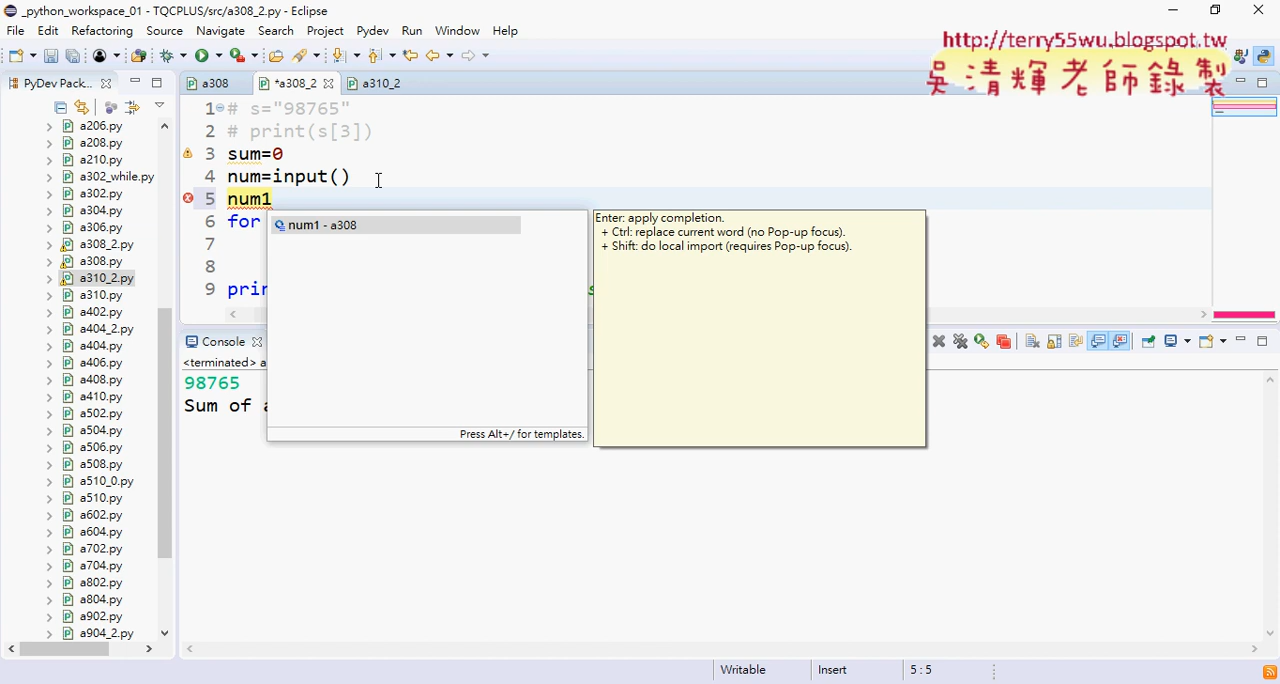 _python_workspace_01 - TQCPLUS/src/a308_2.py - Eclipse
File Edit Refactoring Source Navigate Search Project Pydev Run Window Help
http://terry55wu.blogspot.tw
吳清輝老師錄製
PyDev Pack...
a308
*a308_2
a310_2
a206.py
a208.py
a210.py
a302_while.py
a302.py
a304.py
a306.py
a308_2.py
a308.py
a310_2.py
a310.py
a402.py
a404_2.py
a404.py
a406.py
a408.py
a410.py
a502.py
a504.py
a506.py
a508.py
a510_0.py
a510.py
a602.py
a604.py
a702.py
a704.py
a802.py
a804.py
a902.py
a904_2.py
1 # s="98765"
2 # print(s[3])
3 sum=0
4 num=input()
5 num1
6 for
7
8
9 prin
num1 - a308
Press Alt+/ for templates.
Enter: apply completion.
+ Ctrl: replace current word (no Pop-up focus).
+ Shift: do local import (requires Pop-up focus).
Console
<terminated> a
98765
Sum of a
Writable
Insert
5 : 5